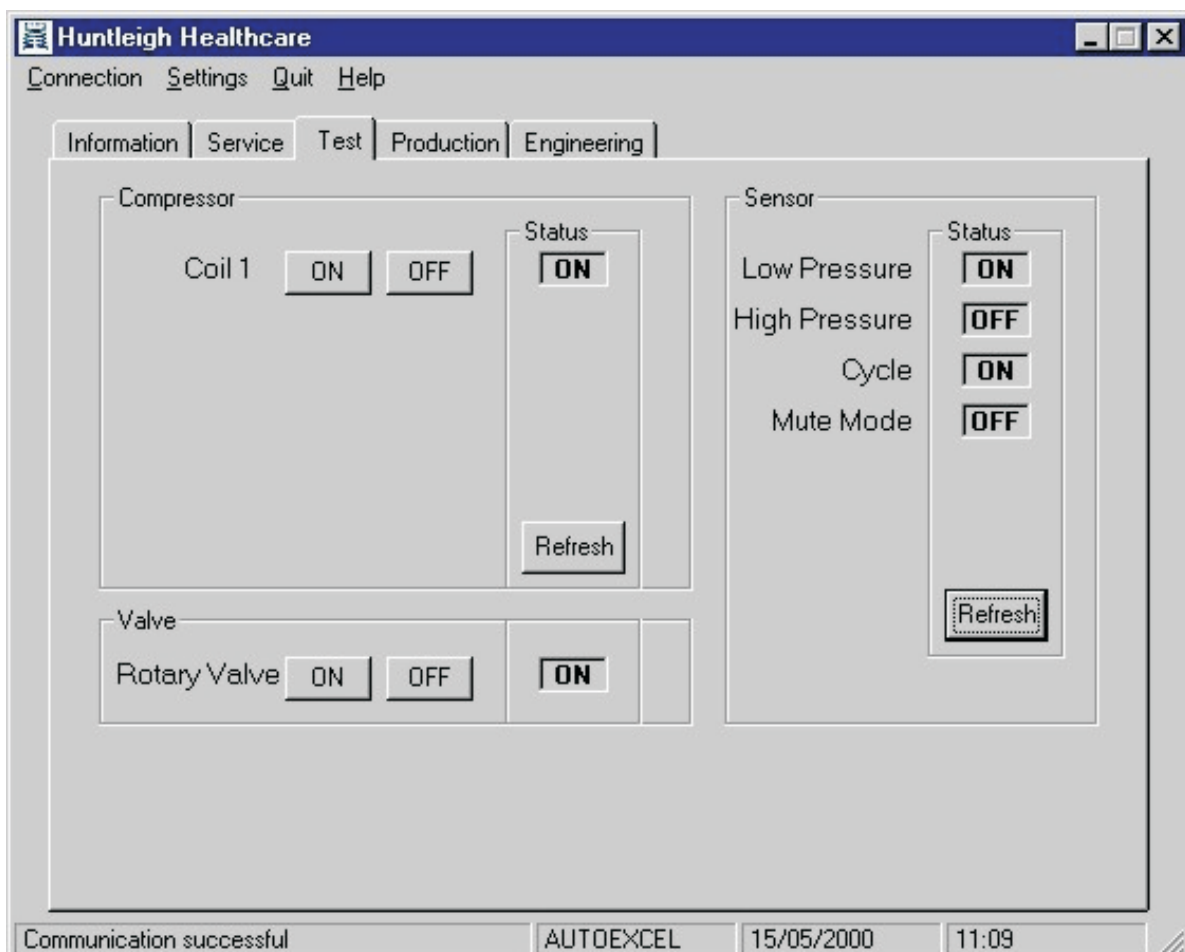 Huntleigh Healthcare
Connection Settings Quit Help
Information Service Test Production Engineering
Compressor
Status
Coil 1 ON OFF ON
Refresh
Valve
Rotary Valve ON OFF ON
Sensor
Status
Low Pressure ON
High Pressure OFF
Cycle ON
Mute Mode OFF
Refresh
Communication successful AUTOEXCEL 15/05/2000 11:09